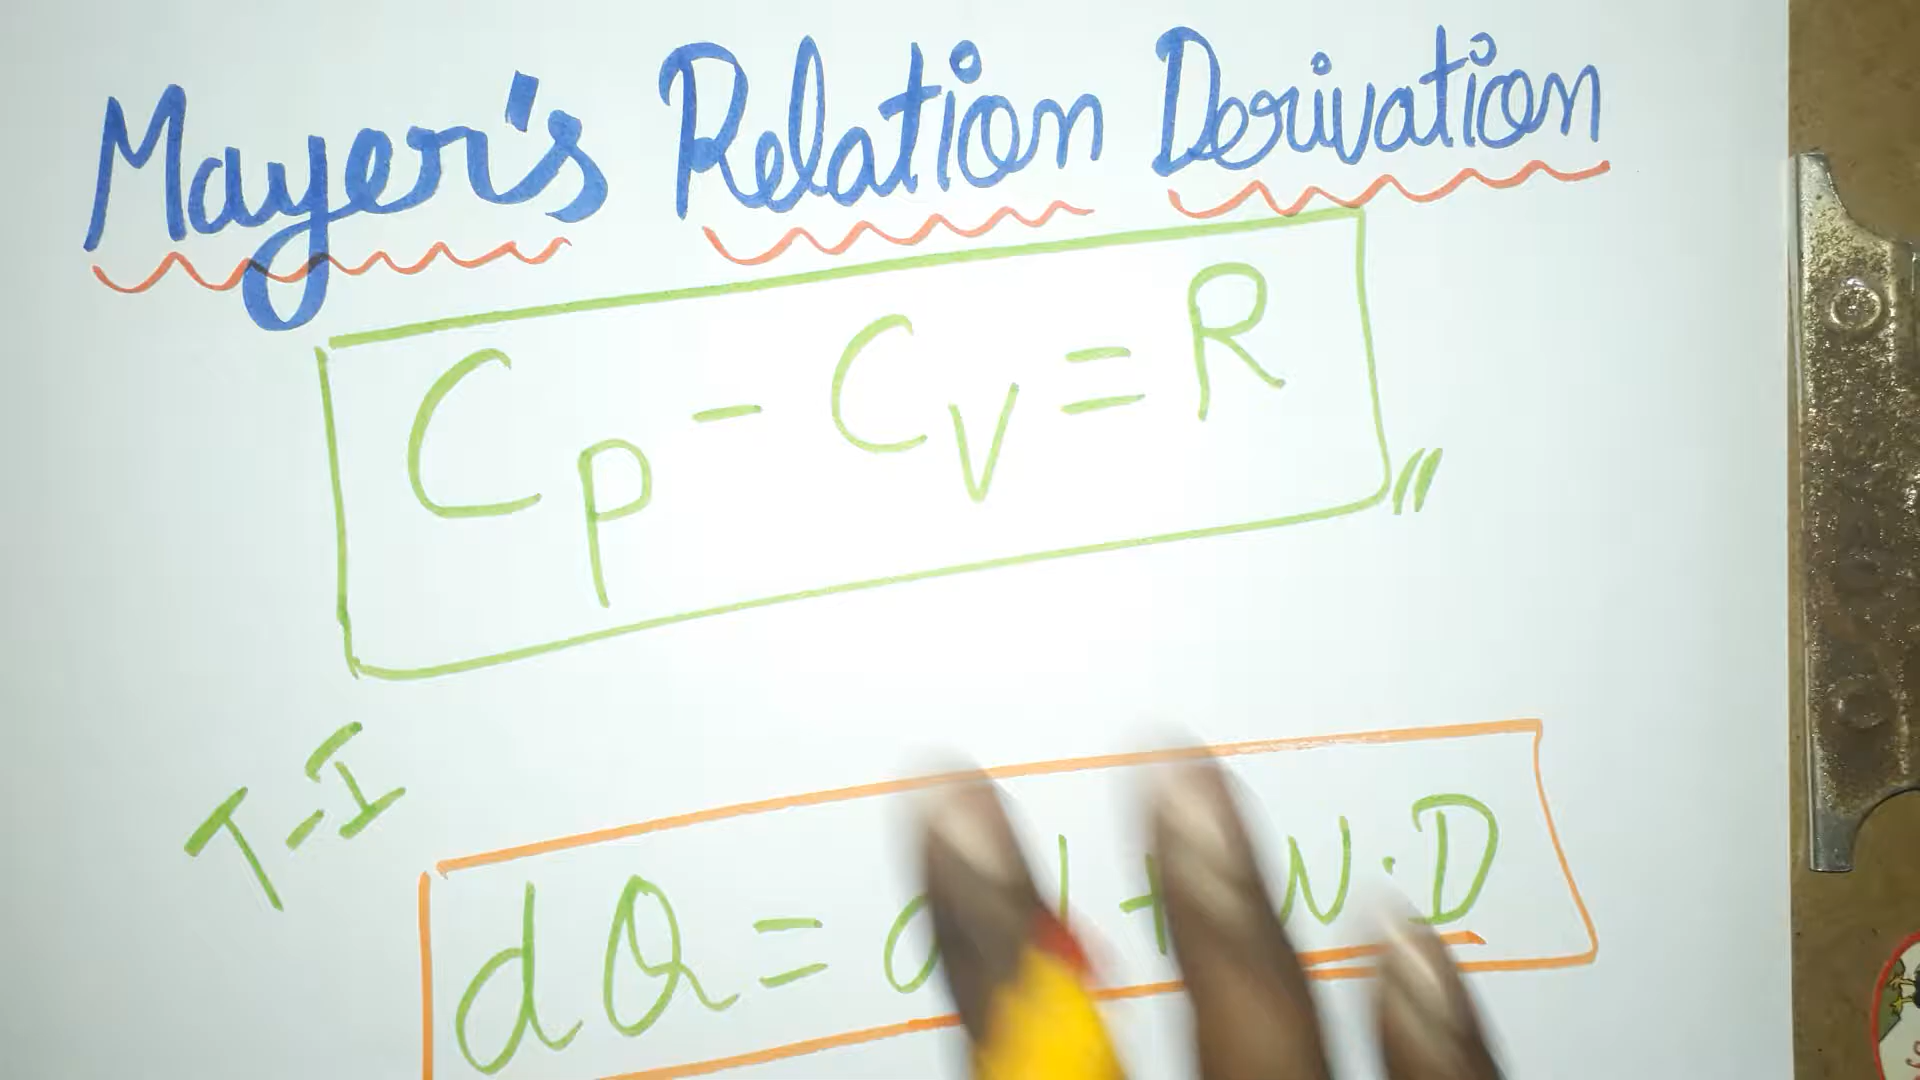 Mayer's Relation Derivation
Cp - Cv = R
T-I
dQ = + W.D